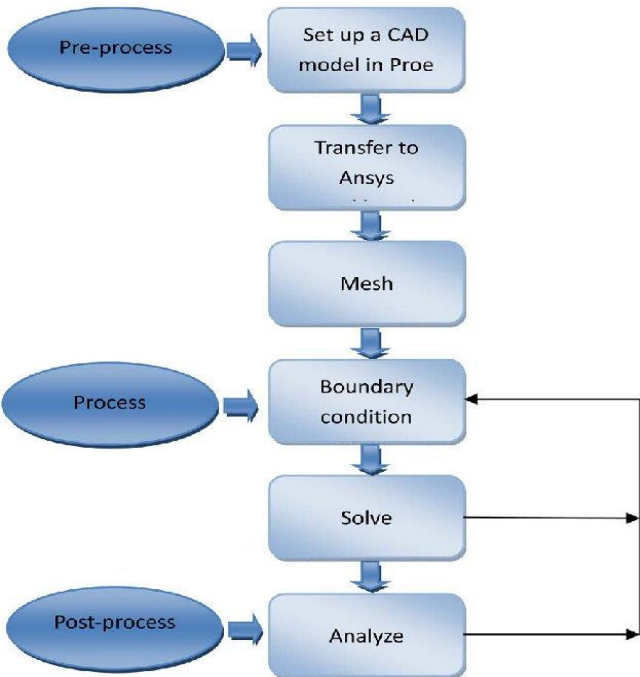 Pre-process
Set up a CAD
model in Proe
Transfer to
Ansys
Mesh
Process
Boundary
condition
Solve
Post-process
Analyze